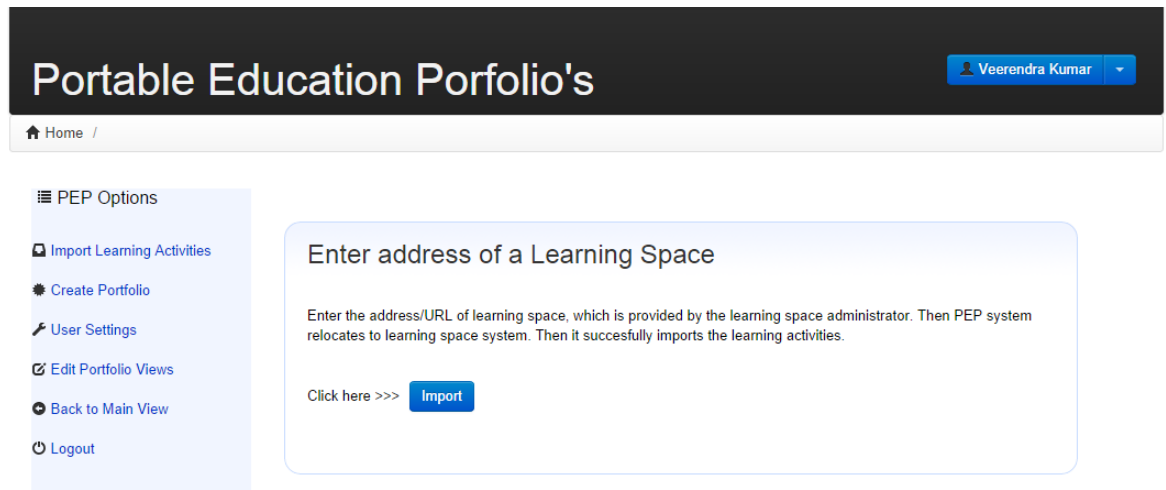 Portable Education Porfolio's
Veerendra Kumar
Home /
PEP Options
Import Learning Activities
Create Portfolio
User Settings
Edit Portfolio Views
Back to Main View
Logout
Enter address of a Learning Space
Enter the address/URL of learning space, which is provided by the learning space administrator. Then PEP system
relocates to learning space system. Then it succesfully imports the learning activities.
Click here >>> Import